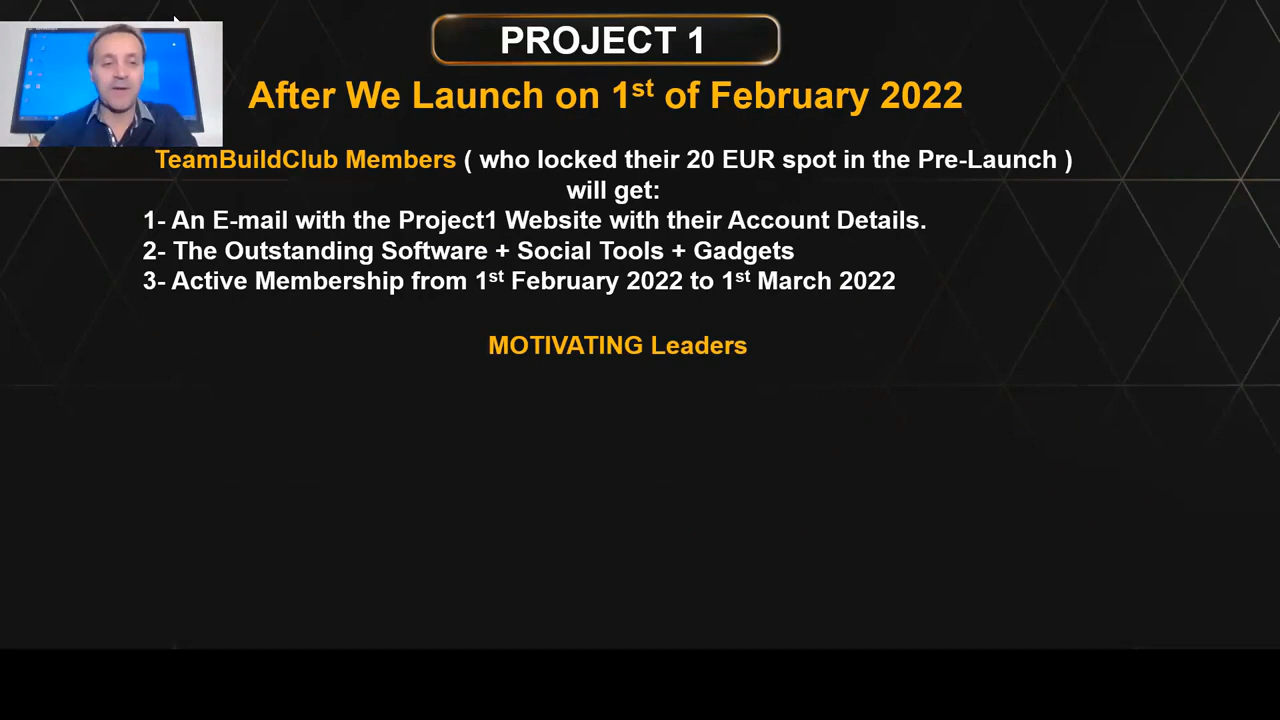 PROJECT 1
After We Launch on 1st of February 2022
TeamBuildClub Members ( who locked their 20 EUR spot in the Pre-Launch )
will get:
1- An E-mail with the Project1 Website with their Account Details.
2- The Outstanding Software + Social Tools + Gadgets
3- Active Membership from 1st February 2022 to 1st March 2022
MOTIVATING Leaders